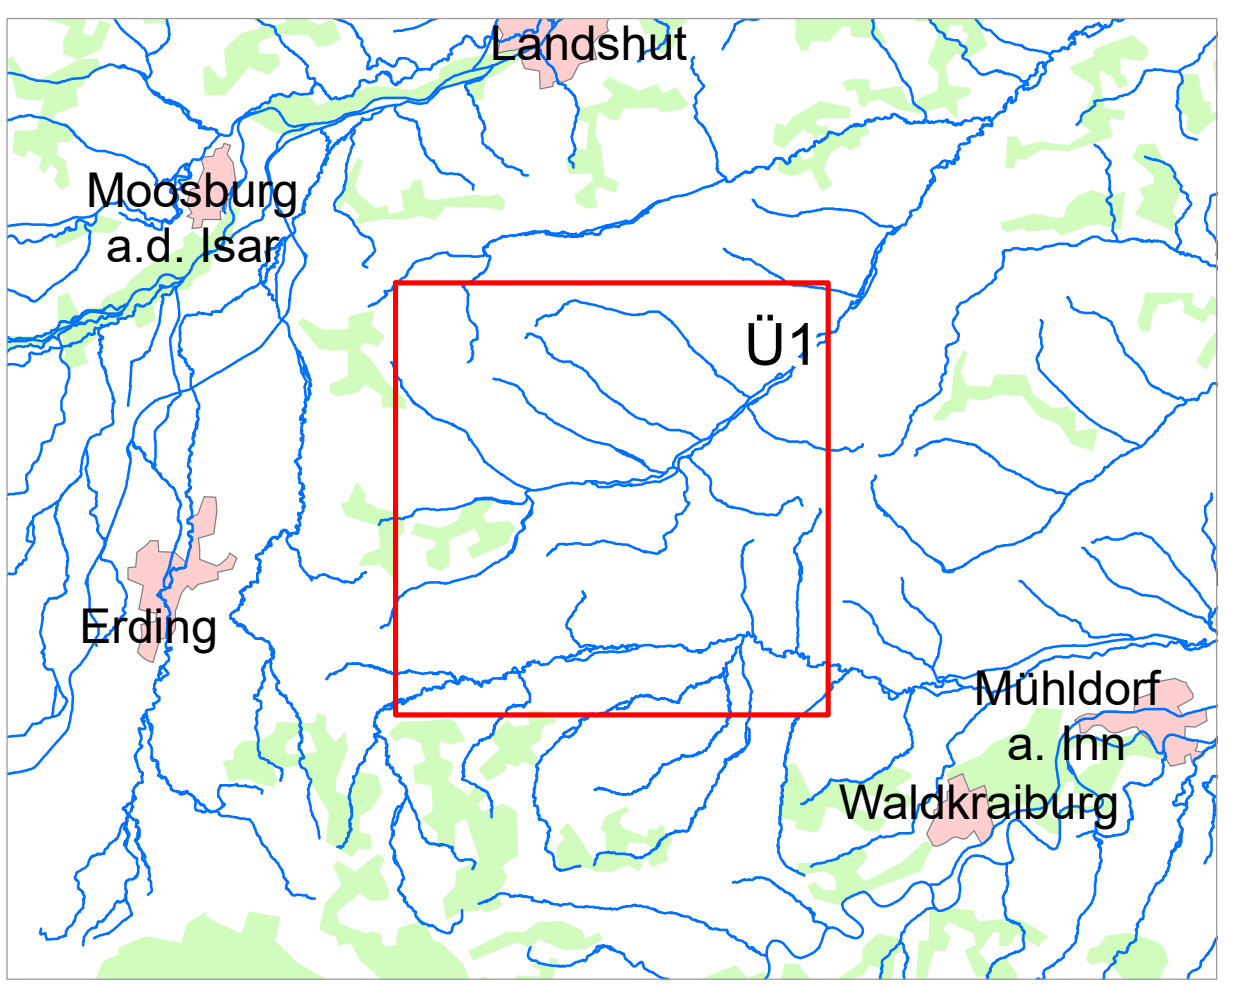 Landshut
Moosburg
a.d. Isar
Ü1
Erding
Mühldorf
a. Inn
Waldkraiburg